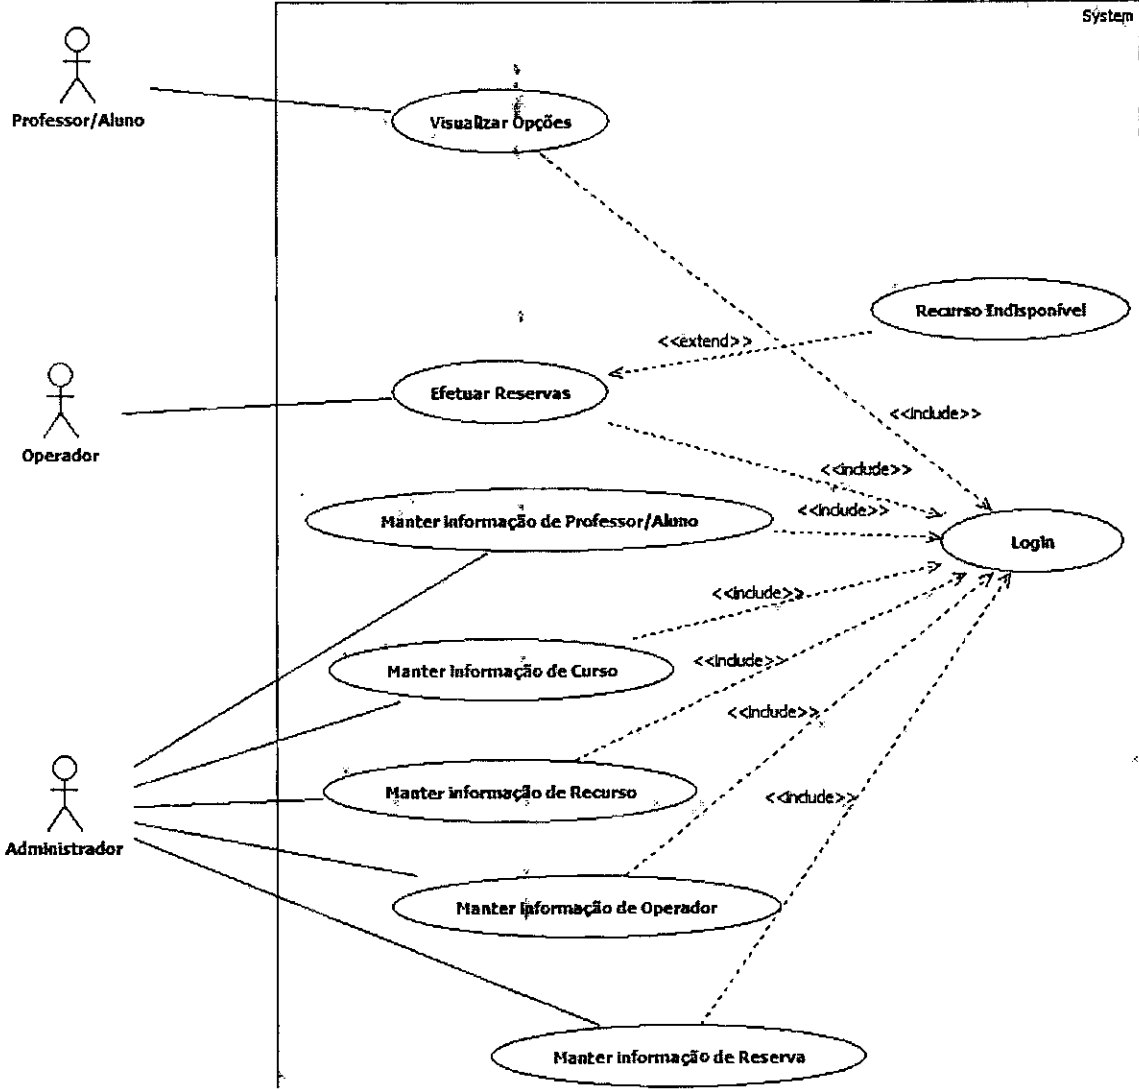 System
Professor/Aluno
Visualizar Opções
Recurso Indisponível
<<extend>>
Efetuar Reservas
<<include>>
Operador
<<include>>
<<include>>
Manter informação de Professor/Aluno
Login
<<include>>
Manter informação de Curso
<<include>>
<<include>>
Manter informação de Recurso
<<include>>
Administrador
Manter informação de Operador
Manter informação de Reserva